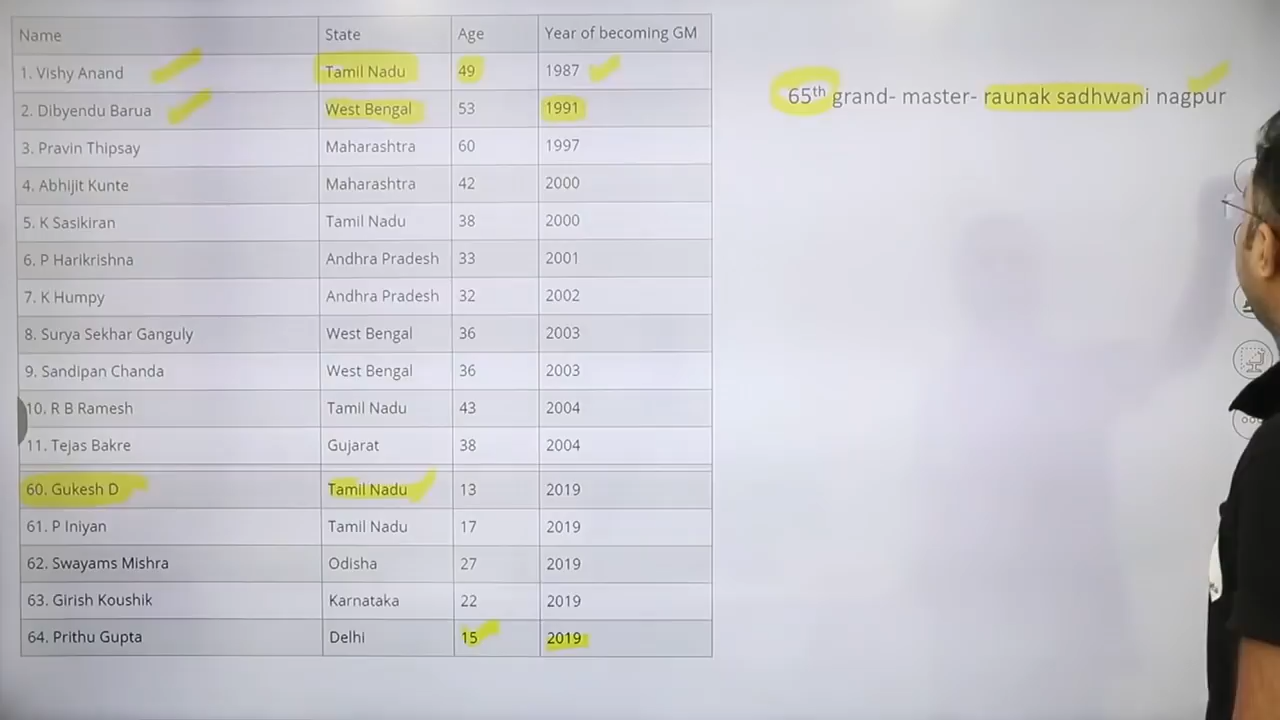 Name State Age Year of becoming GM
1. Vishy Anand Tamil Nadu 49 1987
2. Dibyendu Barua West Bengal 53 1991
3. Pravin Thipsay Maharashtra 60 1997
4. Abhijit Kunte Maharashtra 42 2000
5. K Sasikiran Tamil Nadu 38 2000
6. P Harikrishna Andhra Pradesh 33 2001
7. K Humpy Andhra Pradesh 32 2002
8. Surya Sekhar Ganguly West Bengal 36 2003
9. Sandipan Chanda West Bengal 36 2003
10. R B Ramesh Tamil Nadu 43 2004
11. Tejas Bakre Gujarat 38 2004
60. Gukesh D Tamil Nadu 13 2019
61. P Iniyan Tamil Nadu 17 2019
62. Swayams Mishra Odisha 27 2019
63. Girish Koushik Karnataka 22 2019
64. Prithu Gupta Delhi 15 2019
65th grand- master- raunak sadhwani nagpur